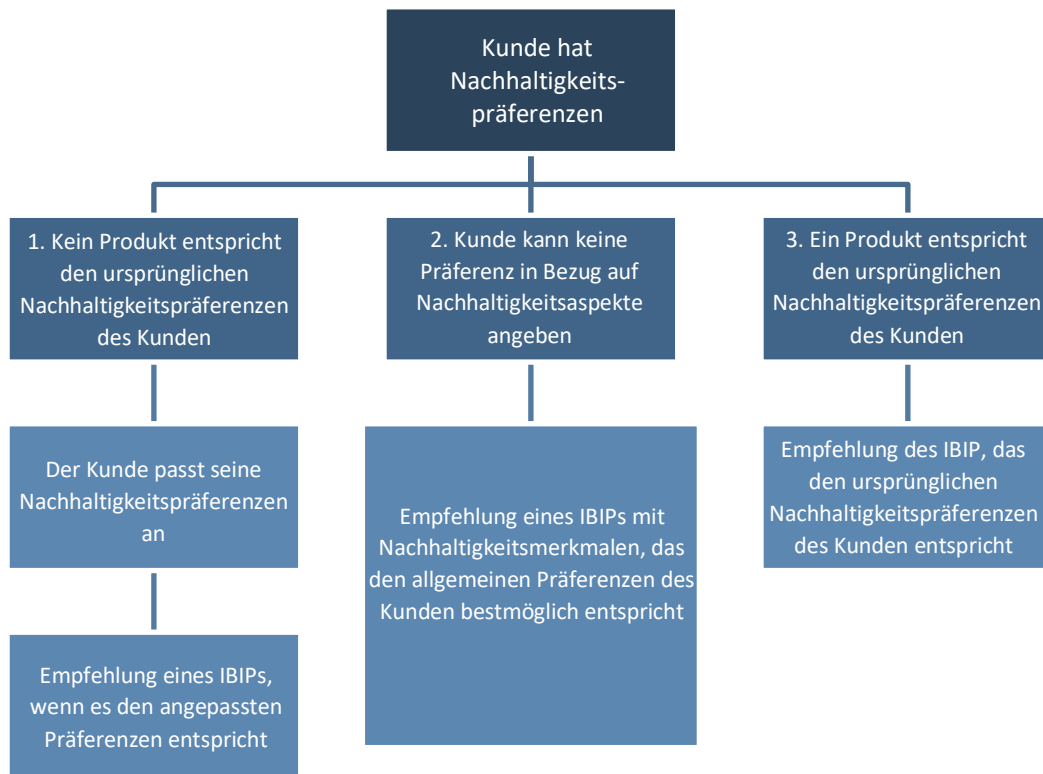 Kunde hat
Nachhaltigkeits-
präferenzen
1. Kein Produkt entspricht
den ursprünglichen
Nachhaltigkeitspräferenzen
des Kunden
2. Kunde kann keine
Präferenz in Bezug auf
Nachhaltigkeitsaspekte
angeben
3. Ein Produkt entspricht
den ursprünglichen
Nachhaltigkeitspräferenzen
des Kunden
Der Kunde passt seine
Nachhaltigkeitspräferenzen
an
Empfehlung eines IBIPs mit
Nachhaltigkeitsmerkmalen, das
den allgemeinen Präferenzen des
Kunden bestmöglich entspricht
Empfehlung des IBIP, das
den ursprünglichen
Nachhaltigkeitspräferenzen
des Kunden entspricht
Empfehlung eines IBIPs,
wenn es den angepassten
Präferenzen entspricht